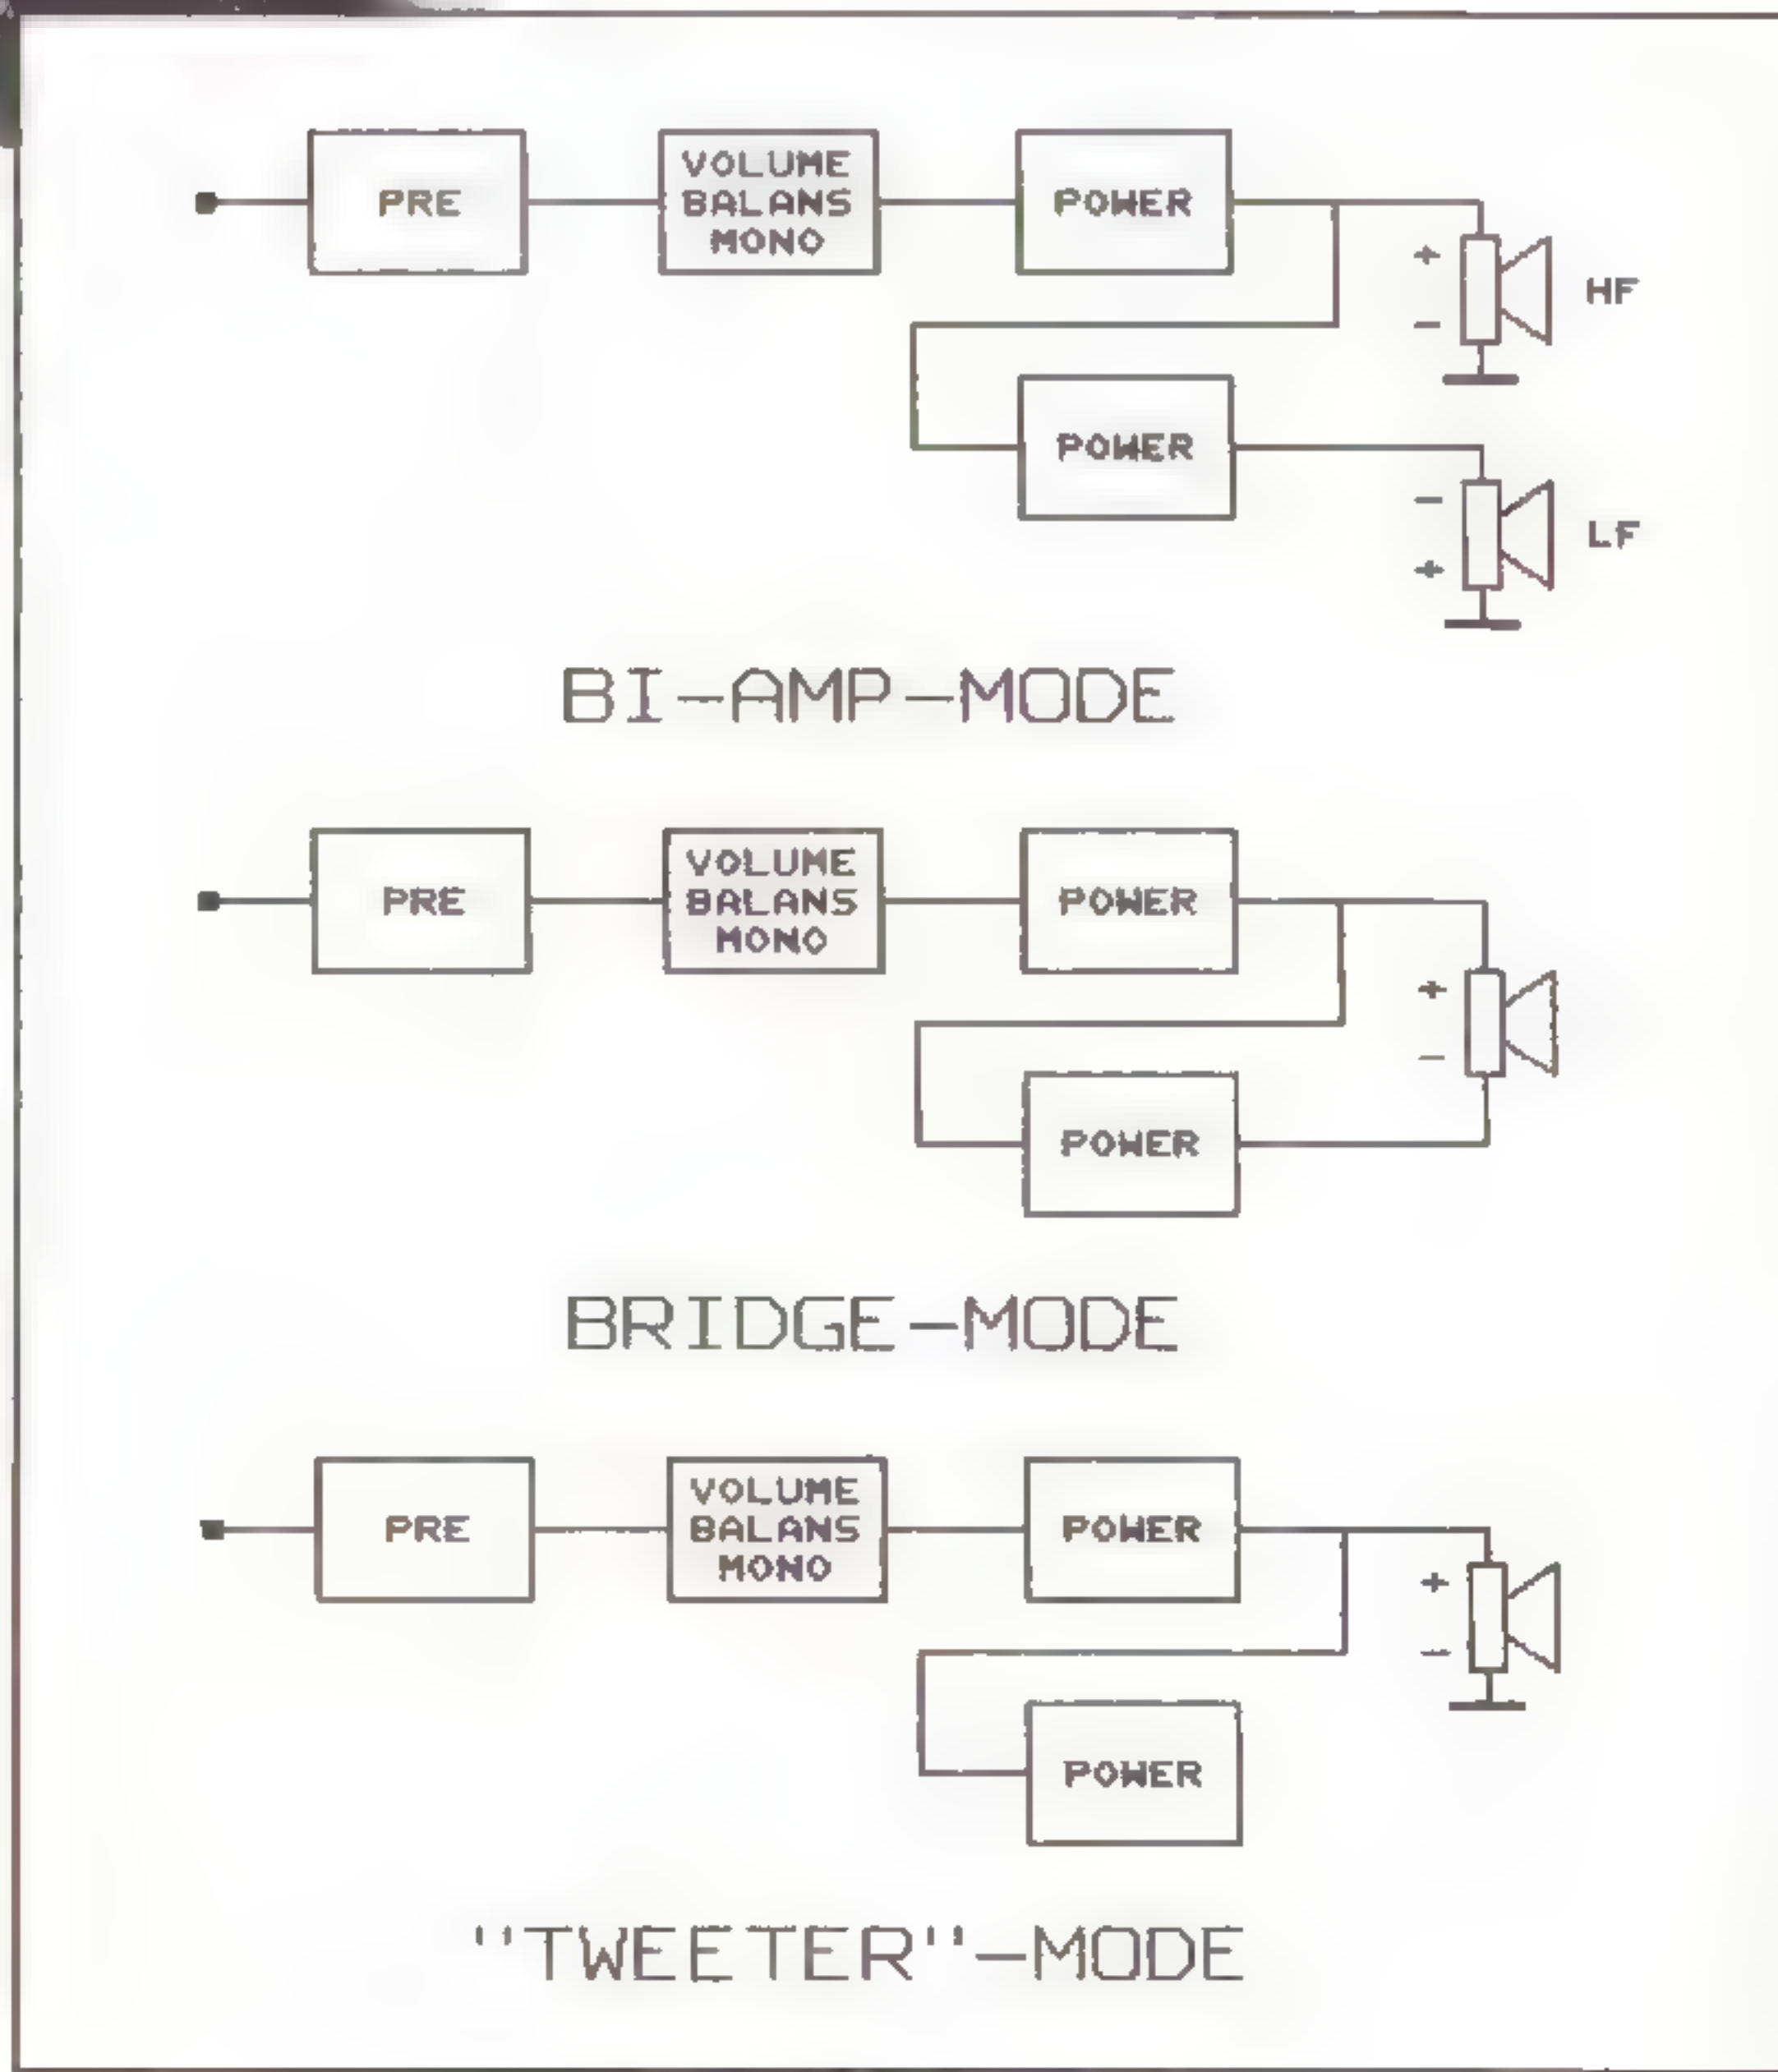 PRE
VOLUME
BALANS
MONO
POWER
+
-
HF
POWER
-
+
LF
BI-AMP-MODE
PRE
VOLUME
BALANS
MONO
POWER
+
-
POWER
BRIDGE-MODE
PRE
VOLUME
BALANS
MONO
POWER
+
-
POWER
"TWEETER"-MODE